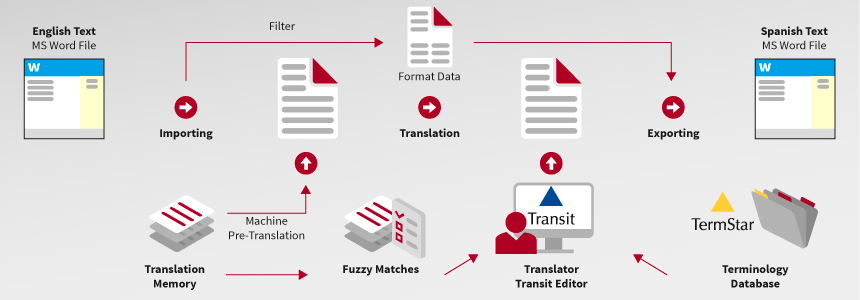 Filter
English Text
MS Word File
W
Format Data
Spanish Text
MS Word File
W
Importing
Translation
Exporting
Machine
Pre-Translation
Transit
TermStar
Translation
Memory
Fuzzy Matches
Translator
Transit Editor
Terminology
Database